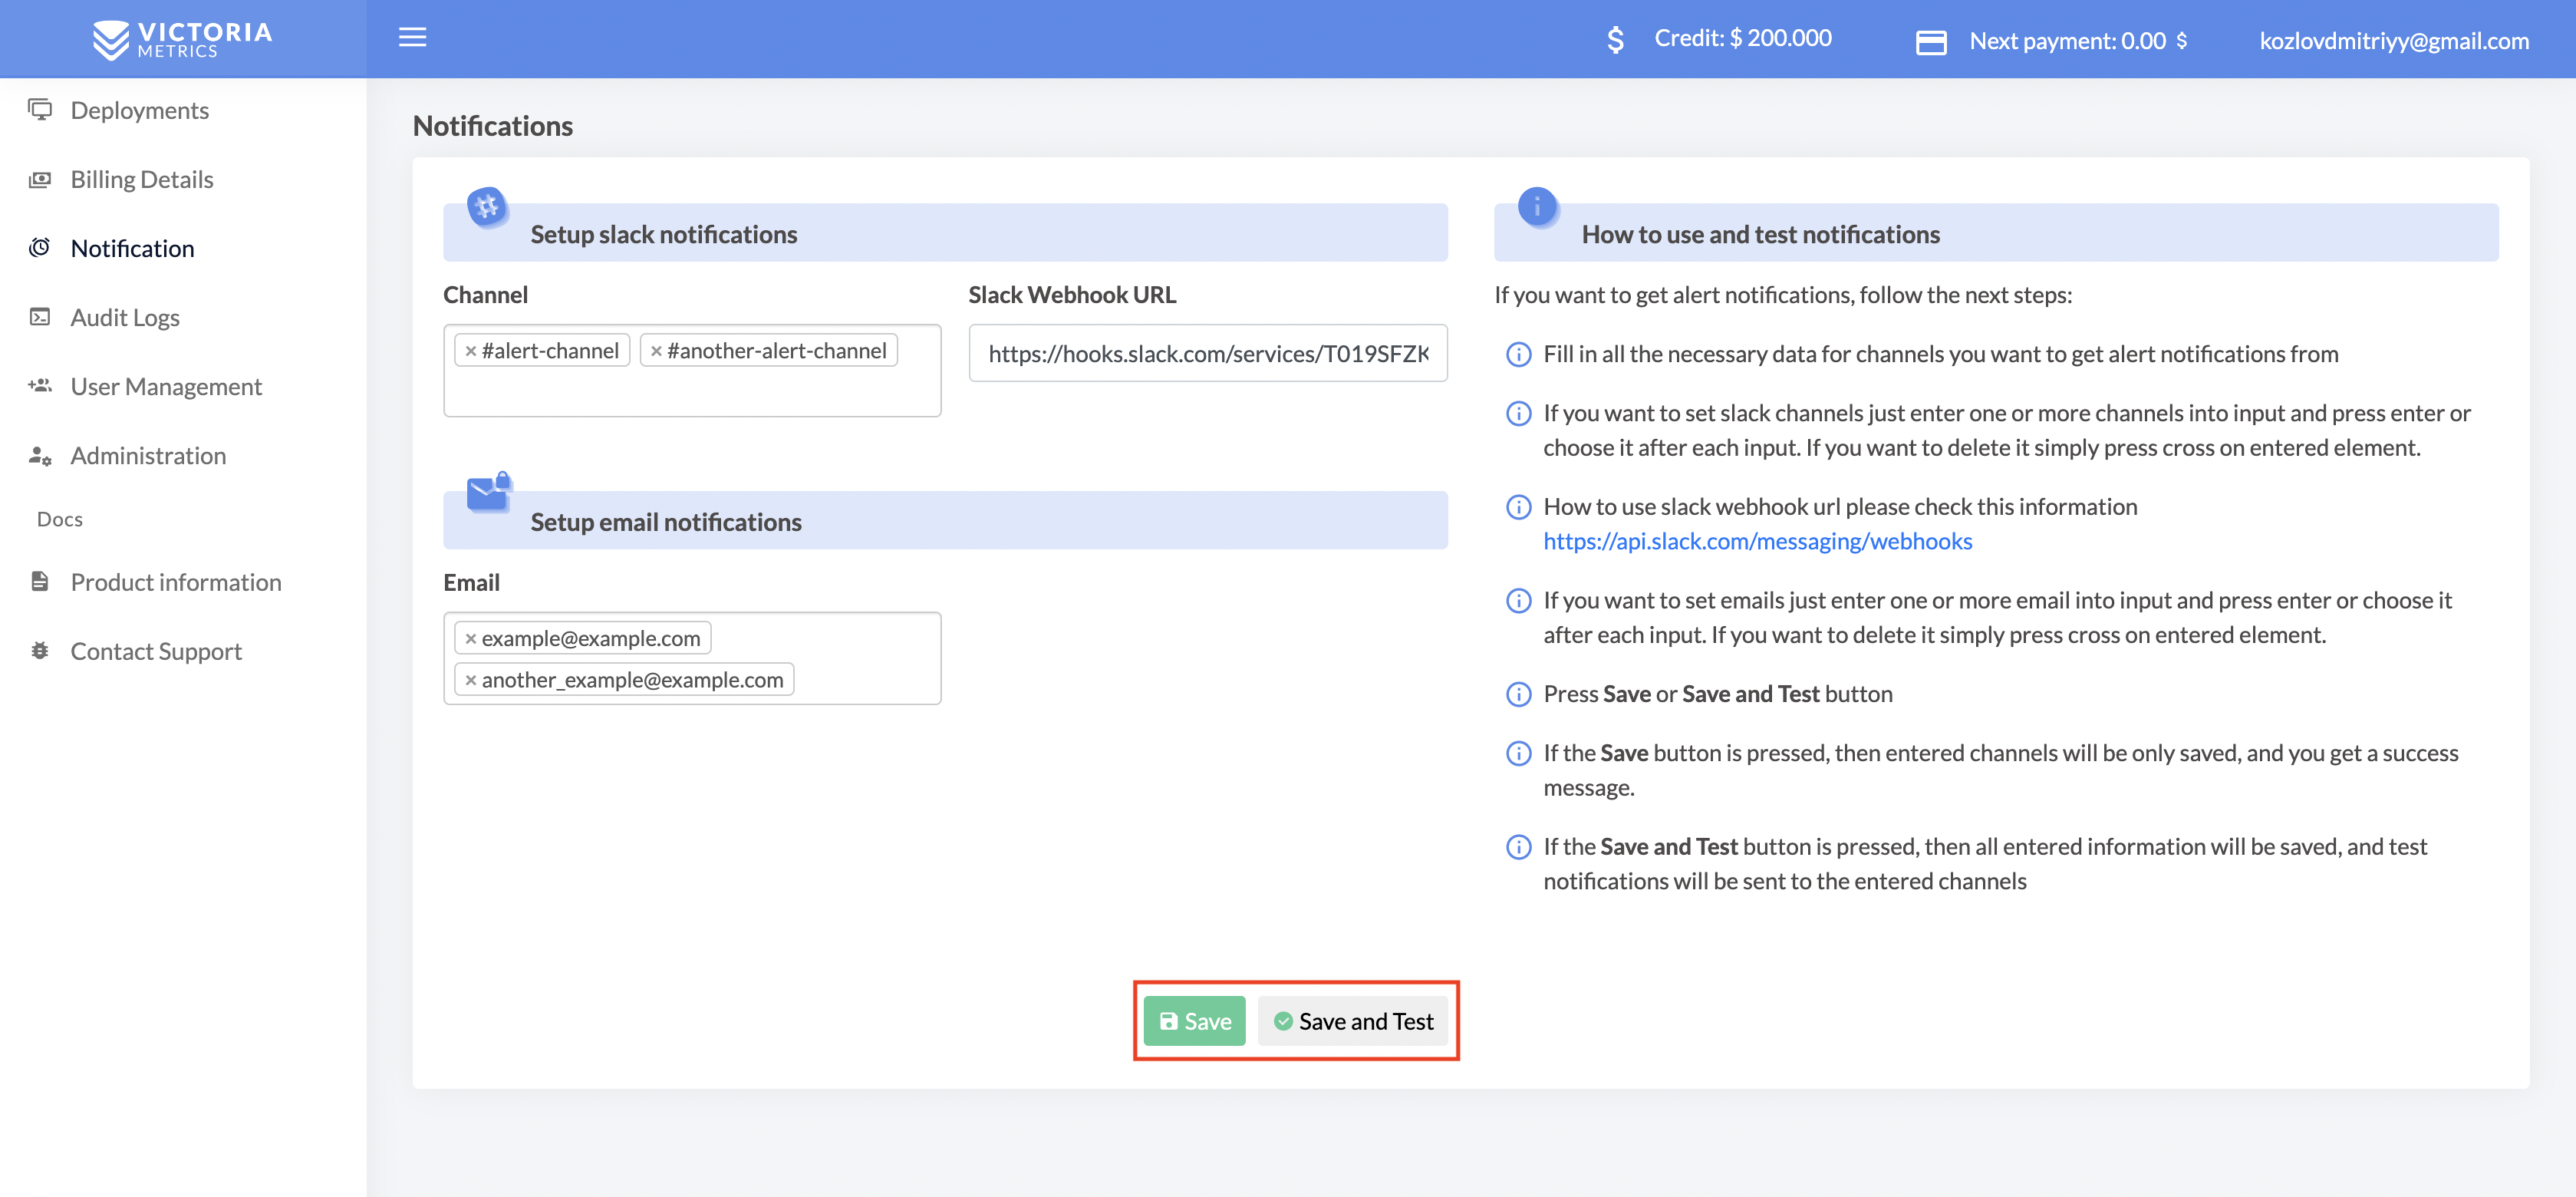 VICTORIA
METRICS
Credit: $ 200.000
Next payment: 0.00 $
kozlovdmitriyy@gmail.com
Deployments
Billing Details
Notification
Audit Logs
User Management
Administration
Docs
Product information
Contact Support
Notifications
Setup slack notifications
Channel
Slack Webhook URL
× #alert-channel × #another-alert-channel
https://hooks.slack.com/services/T019SFZK
Setup email notifications
Email
× example@example.com
× another_example@example.com
How to use and test notifications
If you want to get alert notifications, follow the next steps:
Fill in all the necessary data for channels you want to get alert notifications from
If you want to set slack channels just enter one or more channels into input and press enter or
choose it after each input. If you want to delete it simply press cross on entered element.
How to use slack webhook url please check this information
https://api.slack.com/messaging/webhooks
If you want to set emails just enter one or more email into input and press enter or choose it
after each input. If you want to delete it simply press cross on entered element.
Press Save or Save and Test button
If the Save button is pressed, then entered channels will be only saved, and you get a success
message.
If the Save and Test button is pressed, then all entered information will be saved, and test
notifications will be sent to the entered channels
Save
Save and Test